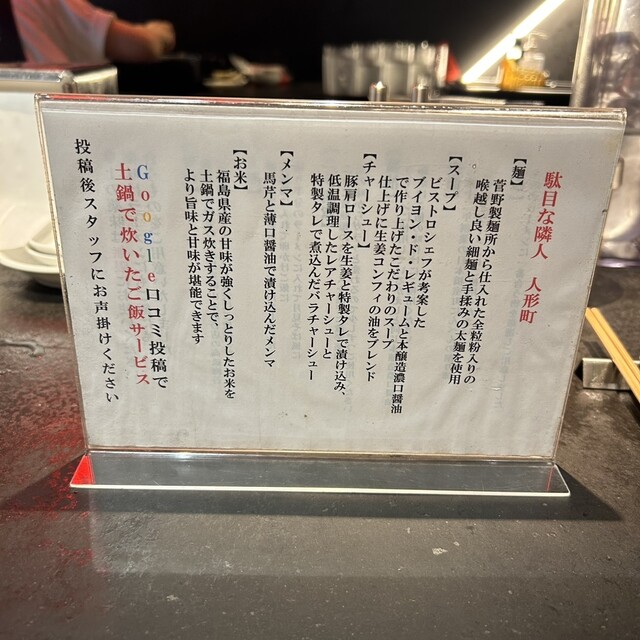 駄目な隣人 人形町
【麺】
菅野製麺所から仕入れた全粒粉入りの
喉越し良い細麺と手揉みの太麺を使用
【スープ】
ビストロシェフが考案した
ブイヨン・ド・レギュームと本醸造濃口醤油
で作り上げたこだわりのスープ
仕上げに生姜コンフィの油をブレンド
【チャーシュー】
豚肩ロースを生姜と特製タレで漬け込み、
低温調理したレアチャーシューと
特製タレで煮込んだバラチャーシュー
【メンマ】
馬芹と薄口醤油で漬け込んだメンマ
【お米】
福島県産の甘味が強くしっとりしたお米を
土鍋でガス炊きすることで、
より旨味と甘味が堪能できます
Google口コミ投稿で
土鍋で炊いたご飯サービス
投稿後スタッフにお声掛けください